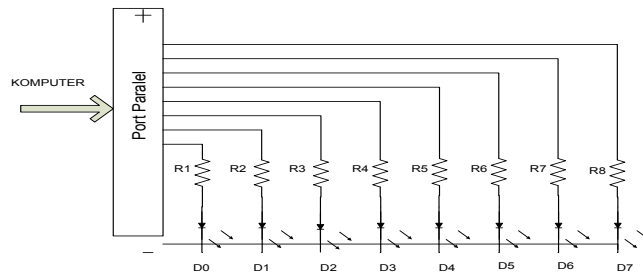 +
KOMPUTER
Port Paralel
R1 R2 R3 R4 R5 R6 R7 R8
−
D0 D1 D2 D3 D4 D5 D6 D7